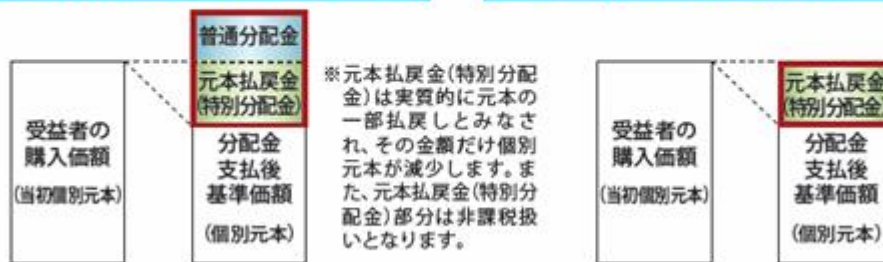 受益者の
購入価額
(当初個別元本)
普通分配金
元本払戻金
(特別分配金)
分配金
支払後
基準価額
(個別元本)
※元本払戻金(特別分配
金)は実質的に元本の
一部払戻しとみなさ
れ、その金額だけ個別
元本が減少します。ま
た、元本払戻金(特別分
配金)部分は非課税扱
いとなります。
受益者の
購入価額
(当初個別元本)
元本払戻金
(特別分配金)
分配金
支払後
基準価額
(個別元本)